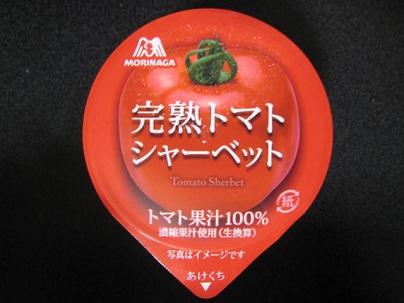 MORINAGA
完熟トマト
シャーベット
Tomato Sherbet
トマト果汁100%
濃縮果汁使用(生換算)
紙
写真はイメージです
あけくち